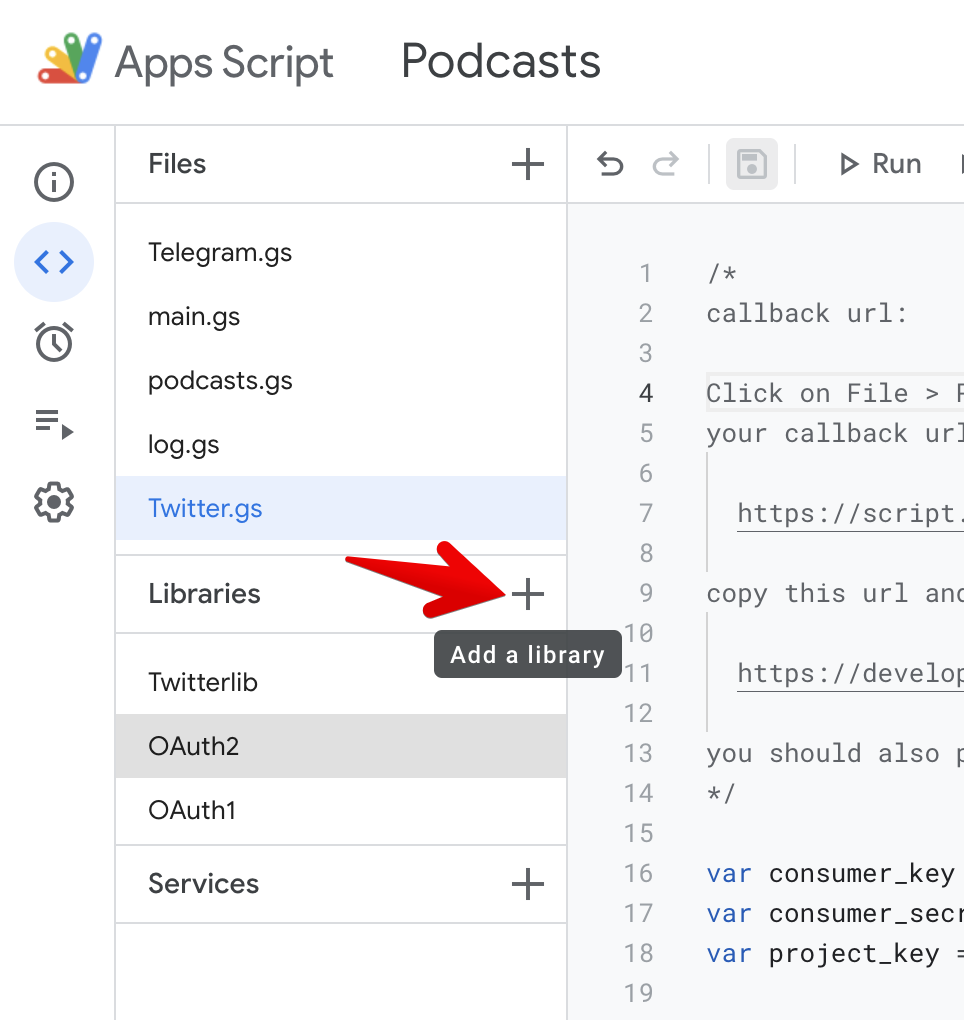 Apps Script
Podcasts
Files
Run
Telegram.gs
main.gs
podcasts.gs
log.gs
Twitter.gs
Libraries
Add a library
Twitterlib
OAuth2
OAuth1
Services
1 /*
2 callback url:
3
4 Click on File >
5 your callback url
6
7 https://script.
8
9 copy this url and
10
11 https://develop
12
13 you should also p
14 */
15
16 var consumer_key
17 var consumer_secr
18 var project_key =
19